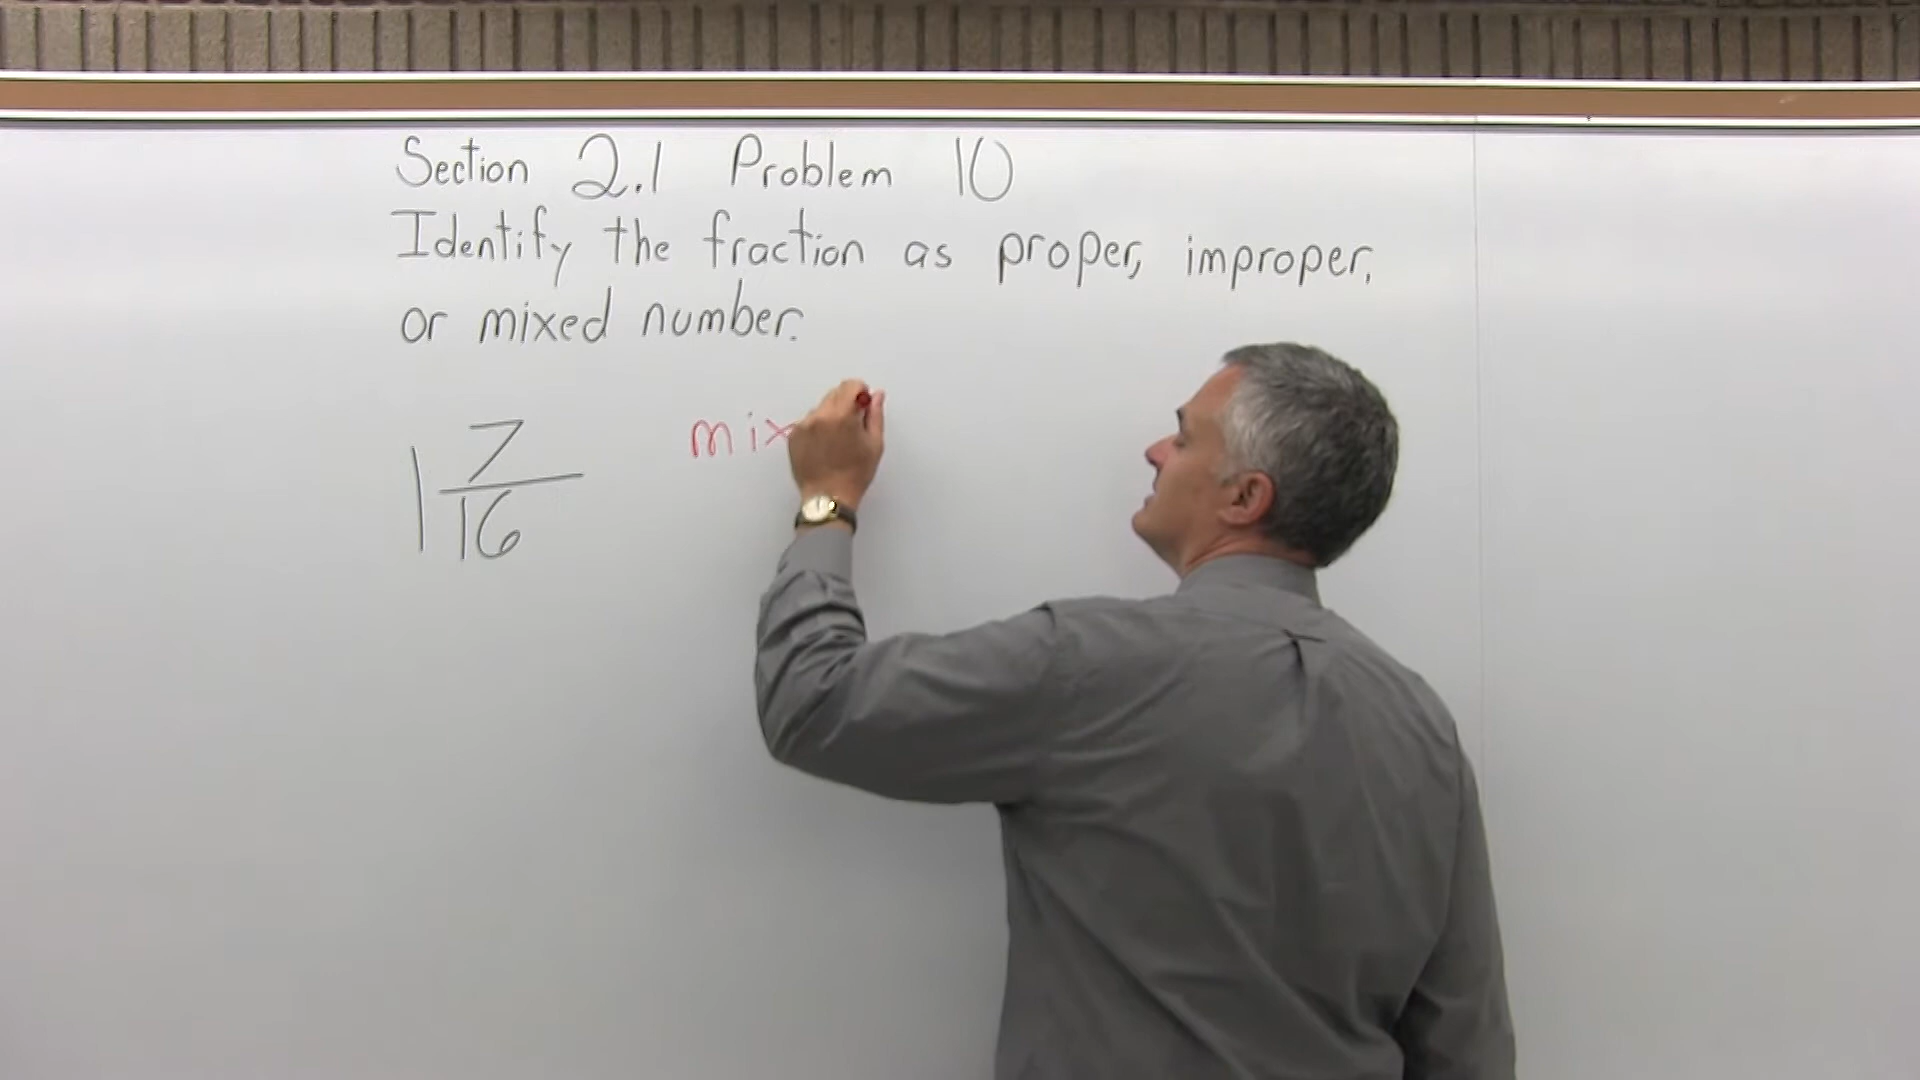 Section 2.1 Problem 10
Identify the fraction as proper, improper,
or mixed number.
1 7/16
mix